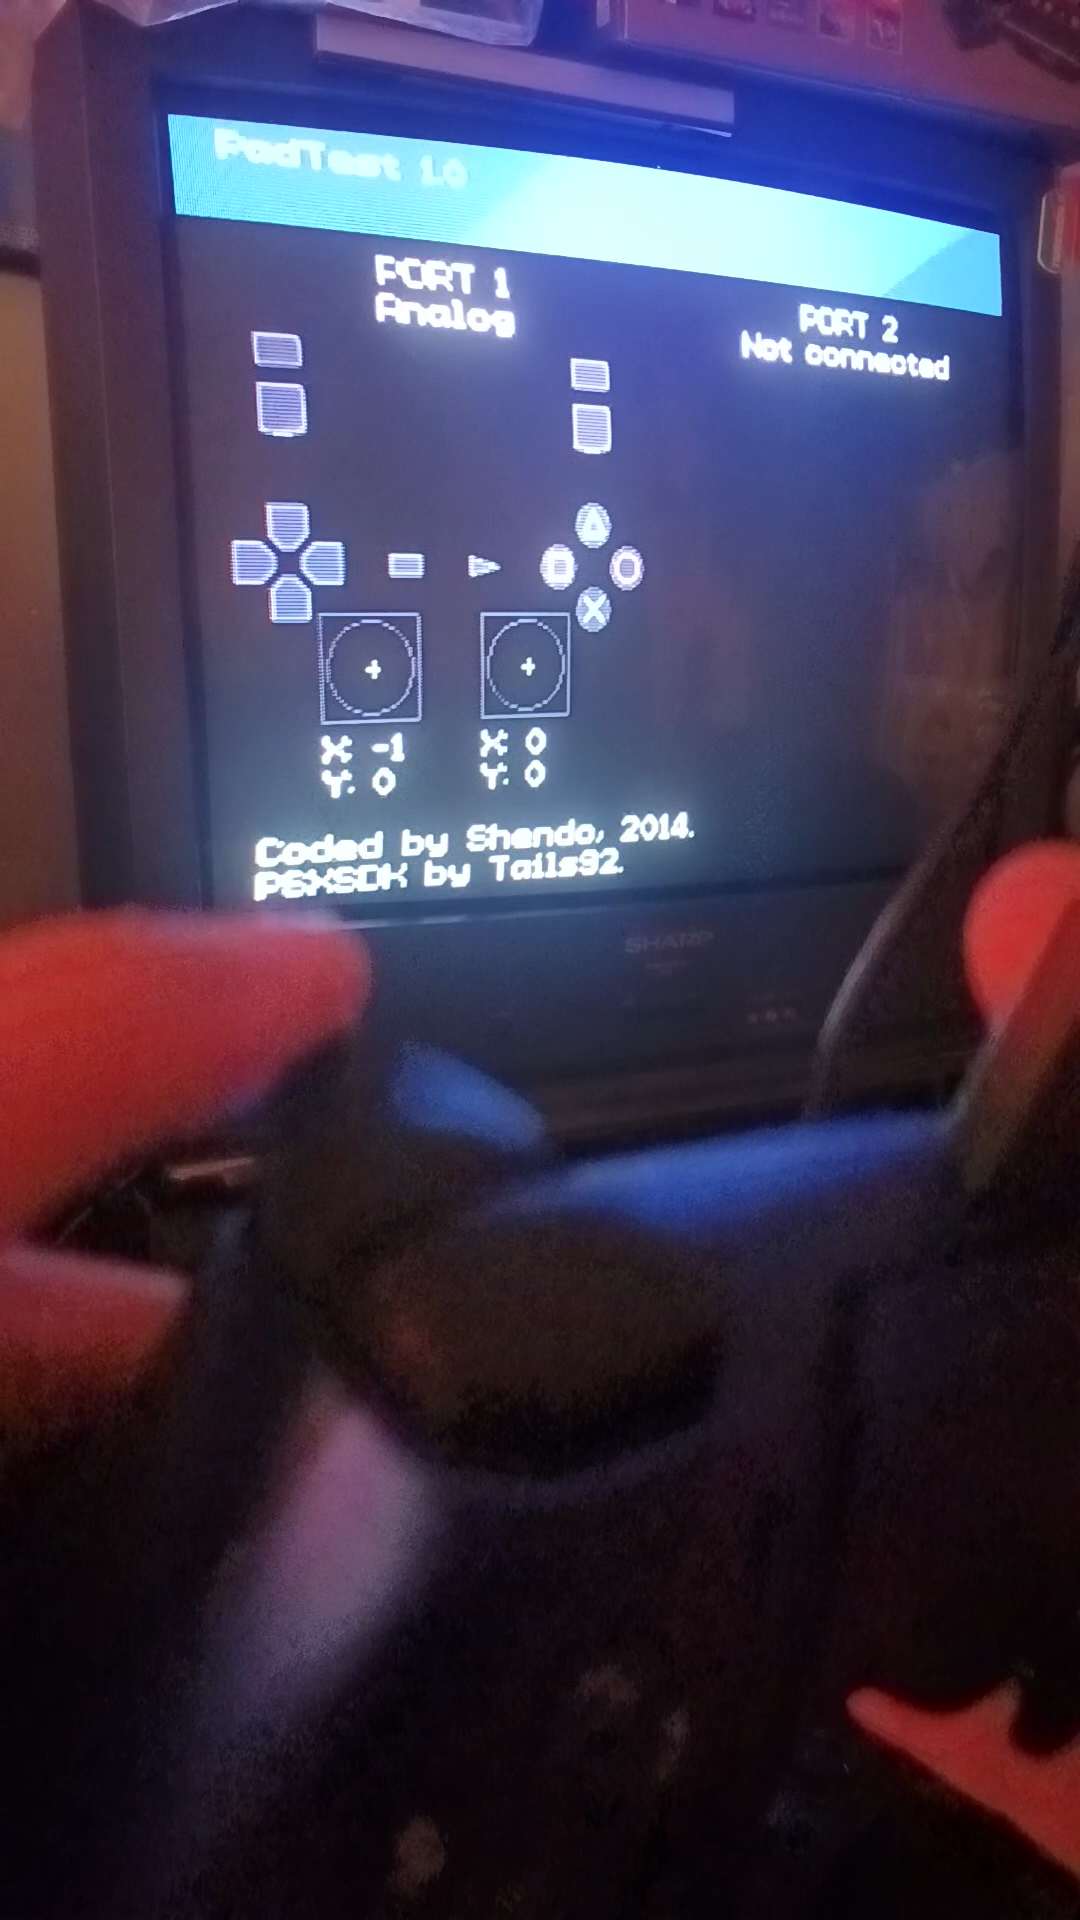 PadTest 1.0
PORT 1
Analog
PORT 2
Not connected
X: -1
Y: 0
X: 0
Y: 0
Coded by Shendo, 2014.
PSXSDK by Tails92.
SHARP